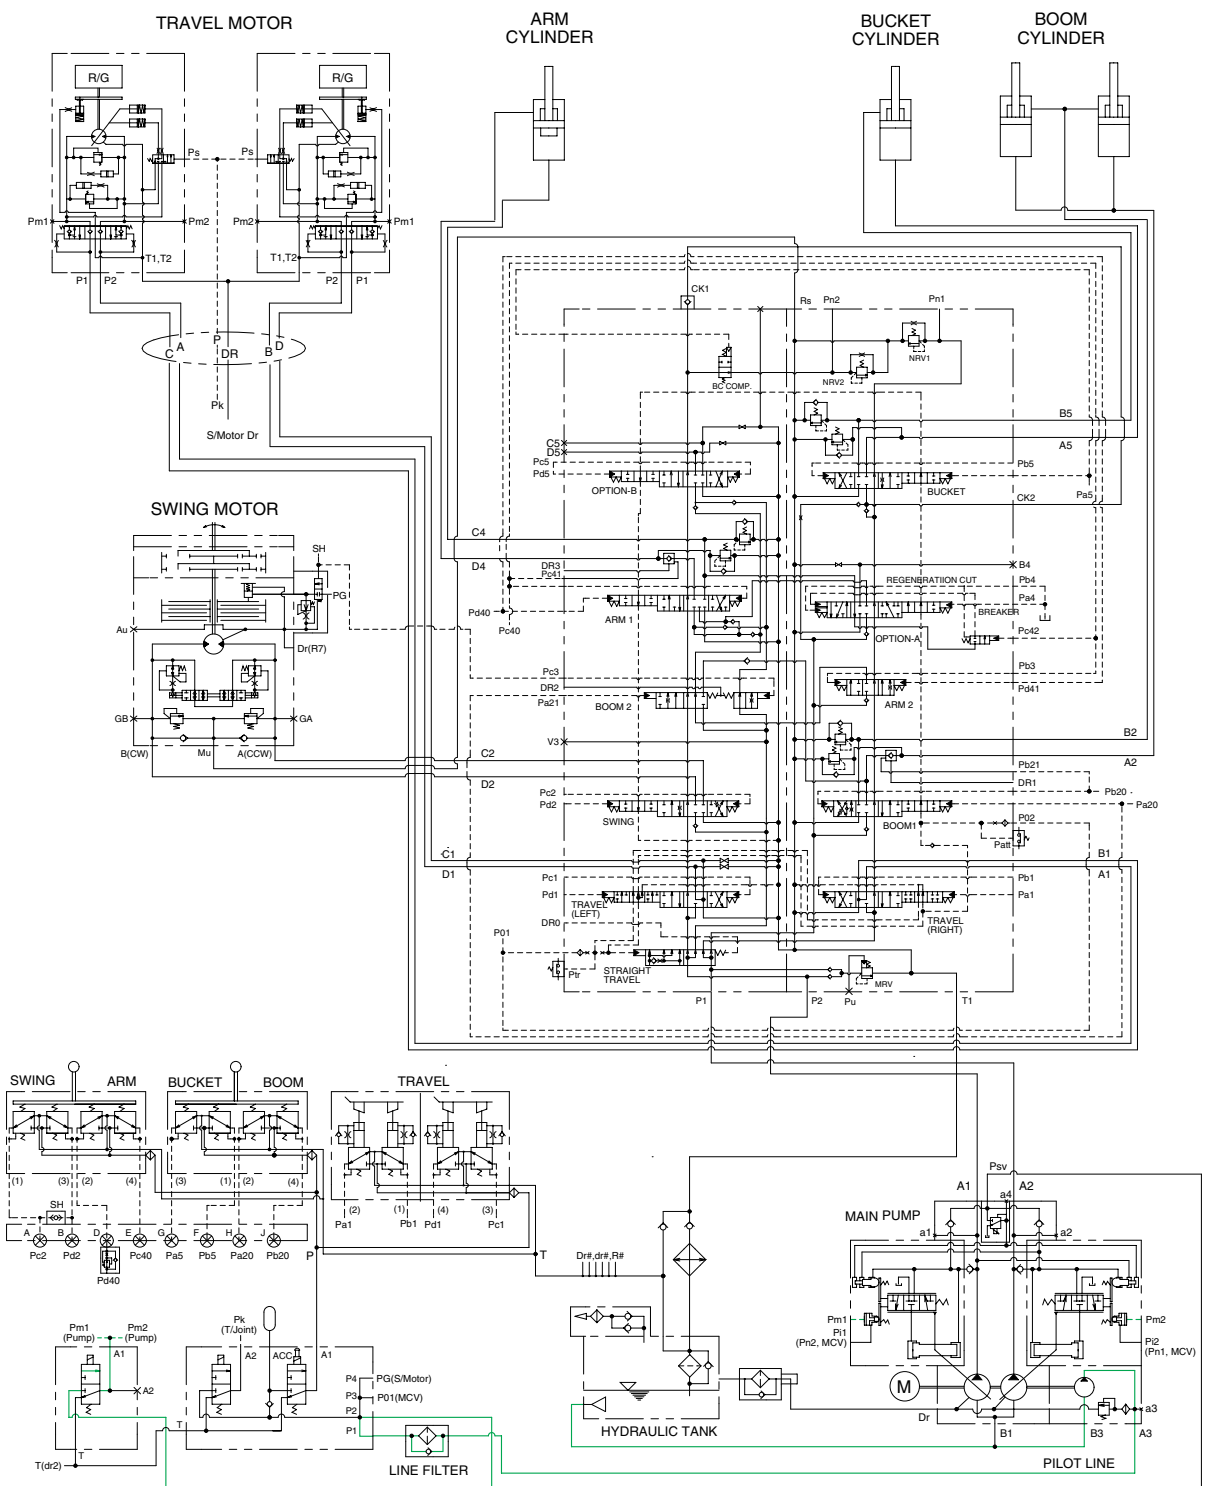 TRAVEL MOTOR
ARM
CYLINDER
BUCKET
CYLINDER
BOOM
CYLINDER
R/G
R/G
Ps
Ps
Pm1
Pm2
Pm2
Pm1
T1,T2
T1,T2
P1
P2
P2
P1
C
A
P
DR
B
D
Pk
S/Motor Dr
CK1
Rs
Pn2
Pn1
NRV1
BC COMP.
NRV2
B5
A5
C5
D5
Pc5
Pd5
OPTION-B
Pb5
BUCKET
Pa5
CK2
SWING MOTOR
SH
PG
Au
Dr(R7)
GB
GA
B(CW)
Mu
A(CCW)
C4
D4
DR3
Pc41
Pd40
Pc40
ARM 1
B4
REGENERATIION CUT
Pb4
Pa4
BREAKER
OPTION-A
Pc42
Pc3
DR2
Pa21
BOOM 2
Pb3
Pd41
ARM 2
V3
B2
A2
C2
D2
Pb21
DR1
Pc2
Pd2
SWING
Pb20
Pa20
BOOM1
P02
Patt
C1
D1
B1
A1
Pc1
Pd1
TRAVEL
(LEFT)
Pb1
Pa1
TRAVEL
(RIGHT)
DR0
P01
Ptr
STRAIGHT
TRAVEL
MRV
P1
P2
Pu
T1
SWING
ARM
BUCKET
BOOM
TRAVEL
(1)
(3)
(2)
(4)
(3)
(1)
(2)
(4)
(2)
(1)
(4)
(3)
Pa1
Pb1
Pd1
Pc1
SH
A
B
D
E
G
F
H
J
Pc2
Pd2
Pd40
Pc40
Pa5
Pb5
Pa20
Pb20
P
T
Dr#,dr#,R#
Psv
A1
A2
a4
MAIN PUMP
a1
a2
Pm1
Pi1
(Pn2, MCV)
Pm2
Pi2
(Pn1, MCV)
M
Dr
a3
B1
B3
A3
PILOT LINE
Pm1
(Pump)
Pm2
(Pump)
A1
A2
T
T(dr2)
Pk
(T/Joint)
A2
ACC
A1
P4
PG(S/Motor)
P3
P01(MCV)
P2
P1
T
LINE FILTER
HYDRAULIC TANK